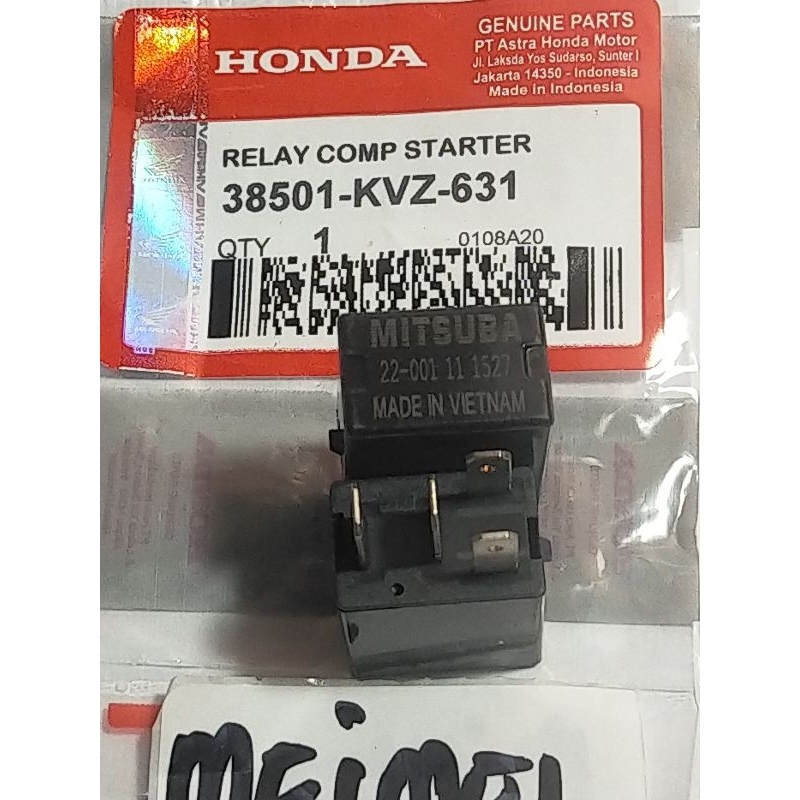 HONDA
GENUINE PARTS
PT Astra Honda Motor
Jl. Laksda Yos Sudarso, Sunter I
Jakarta 14350 - Indonesia
Made in Indonesia
RELAY COMP STARTER
38501-KVZ-631
QTY 1 0108A20
MITSUBA
22-001 11 1527
MADE IN VIETNAM